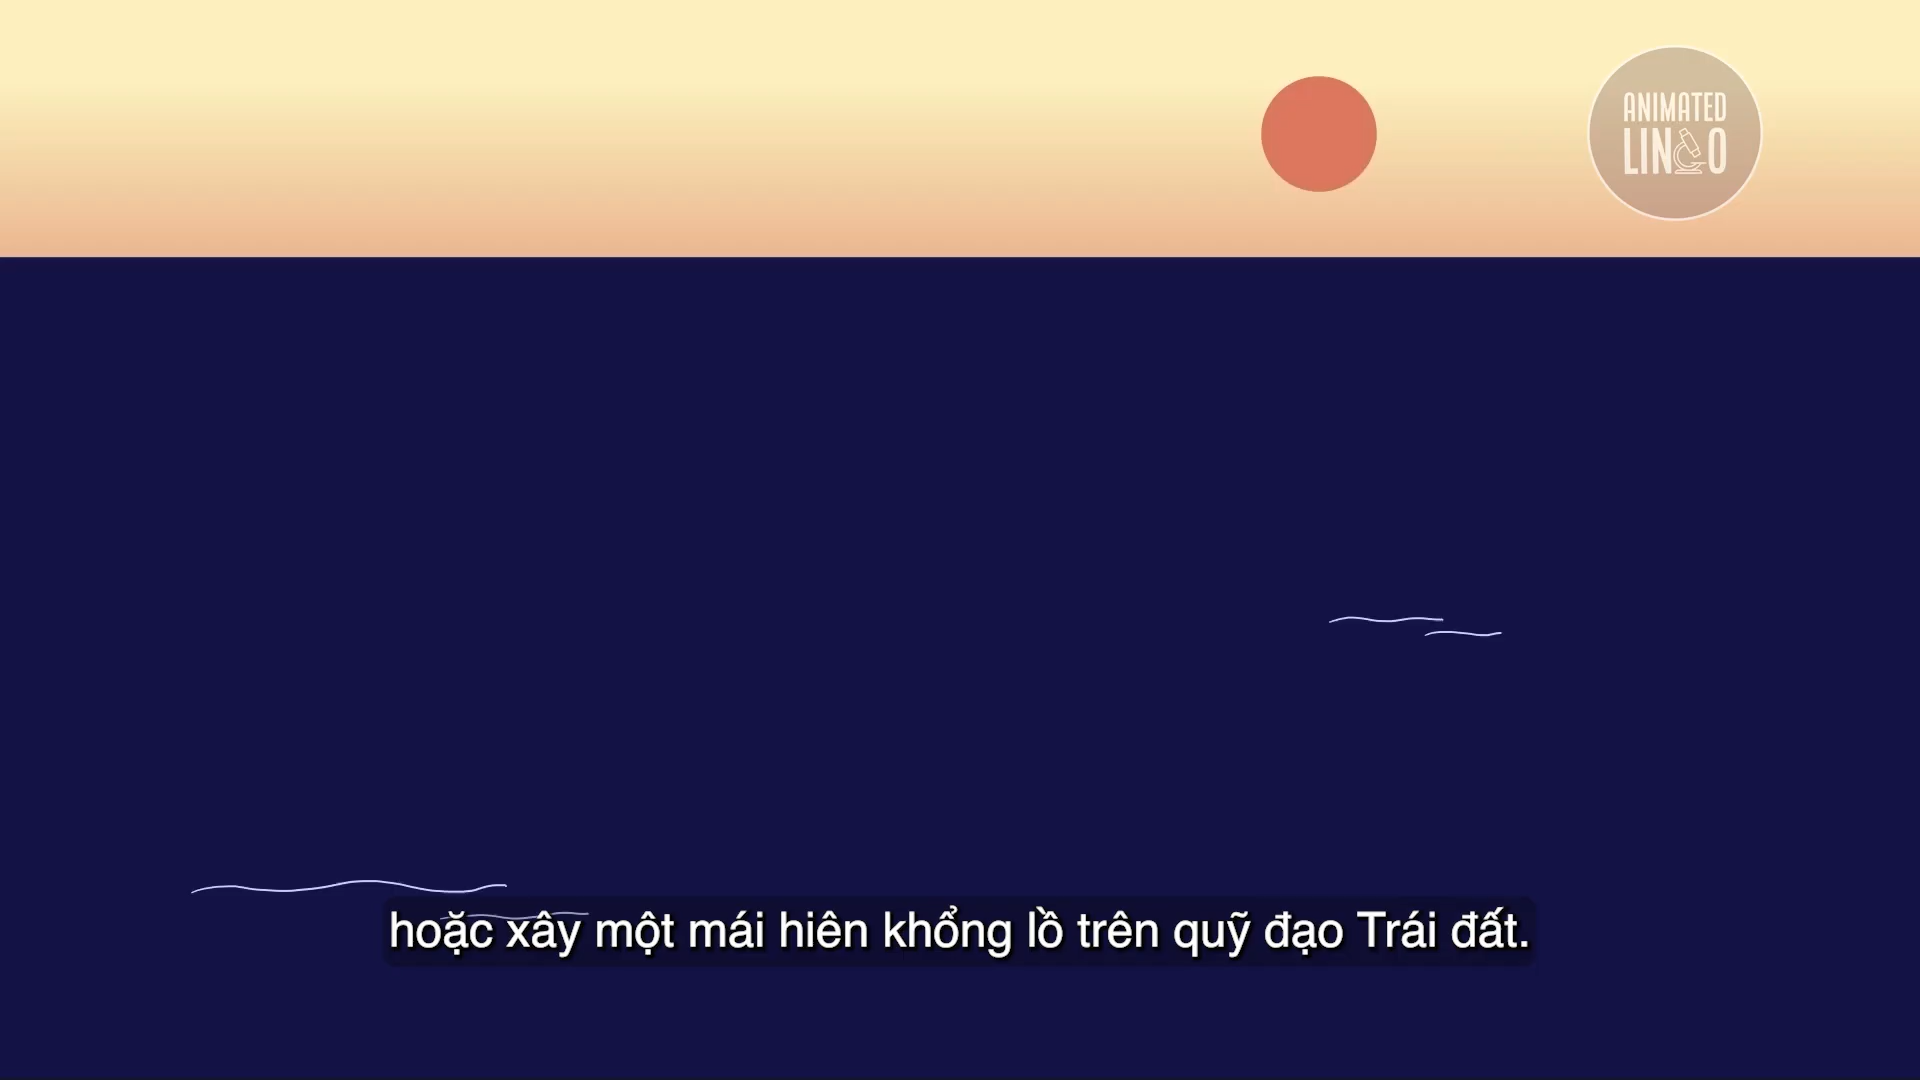 ANIMATED
LINGO
hoặc xây một mái hiên khổng lồ trên quỹ đạo Trái đất.